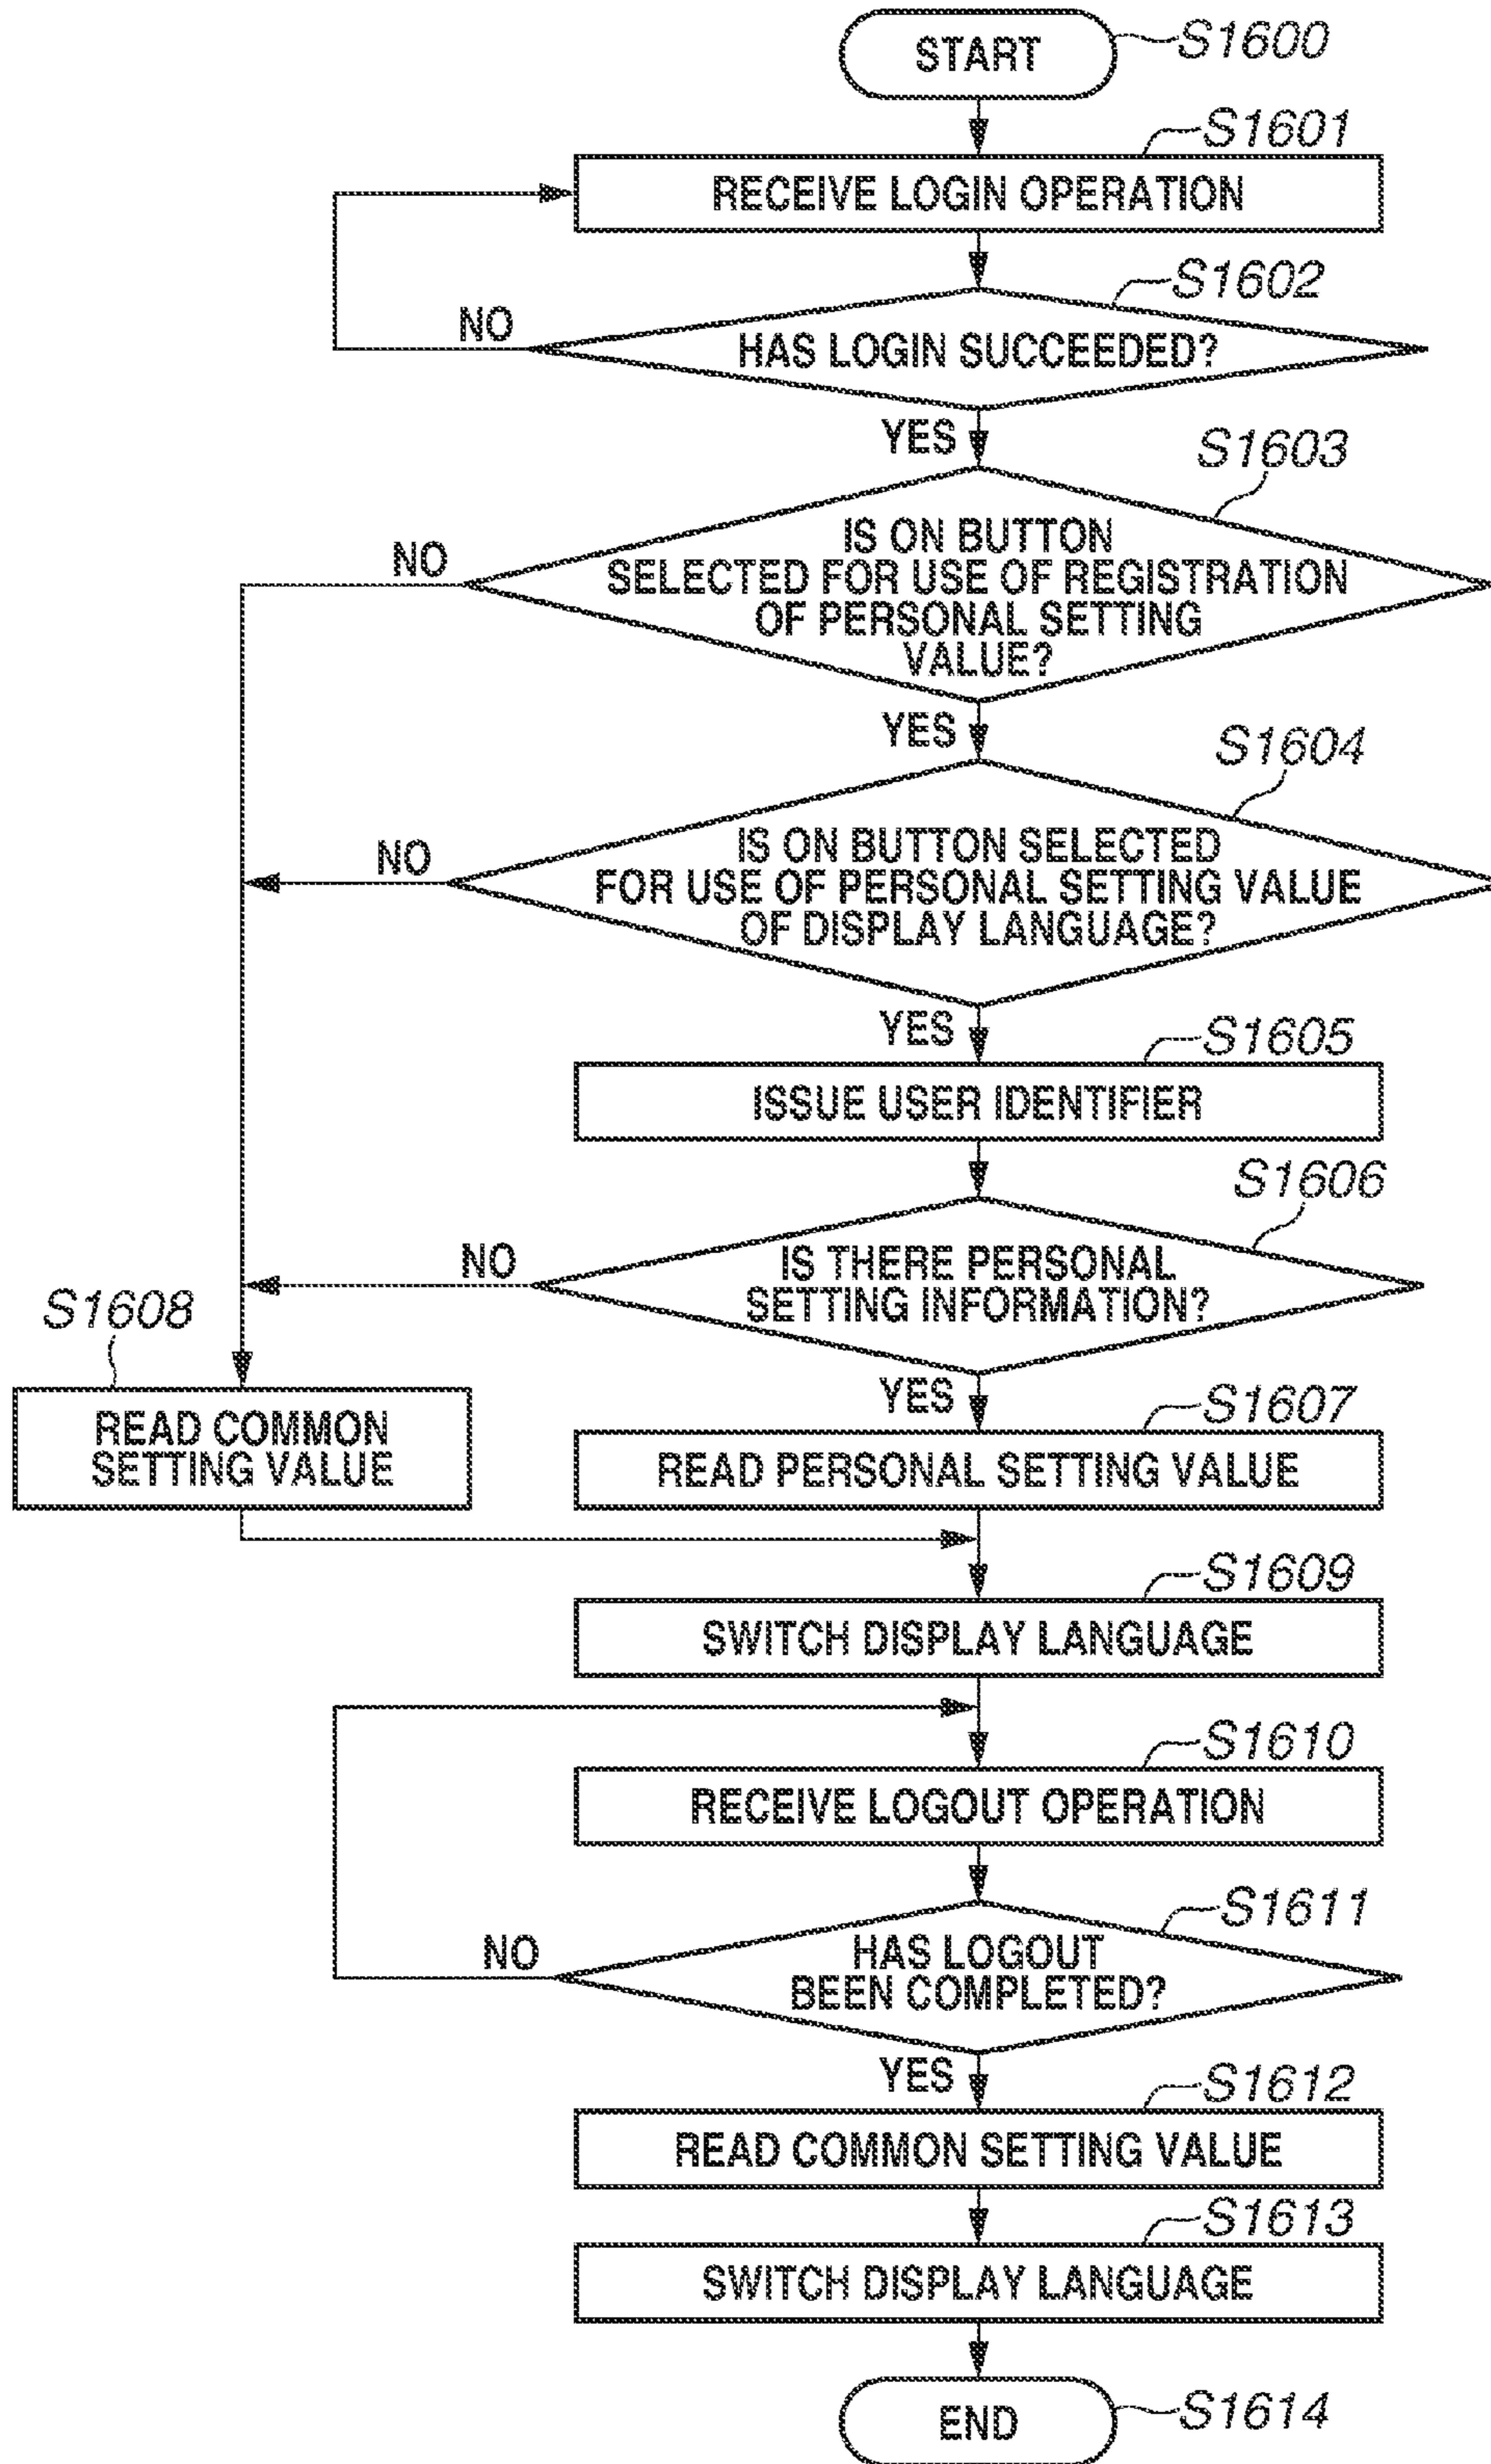 START
S1600
S1601
RECEIVE LOGIN OPERATION
S1602
NO
HAS LOGIN SUCCEEDED?
YES
S1603
NO
IS ON BUTTON
SELECTED FOR USE OF REGISTRATION
OF PERSONAL SETTING
VALUE?
YES
S1604
NO
IS ON BUTTON SELECTED
FOR USE OF PERSONAL SETTING VALUE
OF DISPLAY LANGUAGE?
YES
S1605
ISSUE USER IDENTIFIER
S1606
NO
IS THERE PERSONAL
SETTING INFORMATION?
S1608
READ COMMON
SETTING VALUE
YES
S1607
READ PERSONAL SETTING VALUE
S1609
SWITCH DISPLAY LANGUAGE
S1610
RECEIVE LOGOUT OPERATION
S1611
NO
HAS LOGOUT
BEEN COMPLETED?
YES
S1612
READ COMMON SETTING VALUE
S1613
SWITCH DISPLAY LANGUAGE
END
S1614